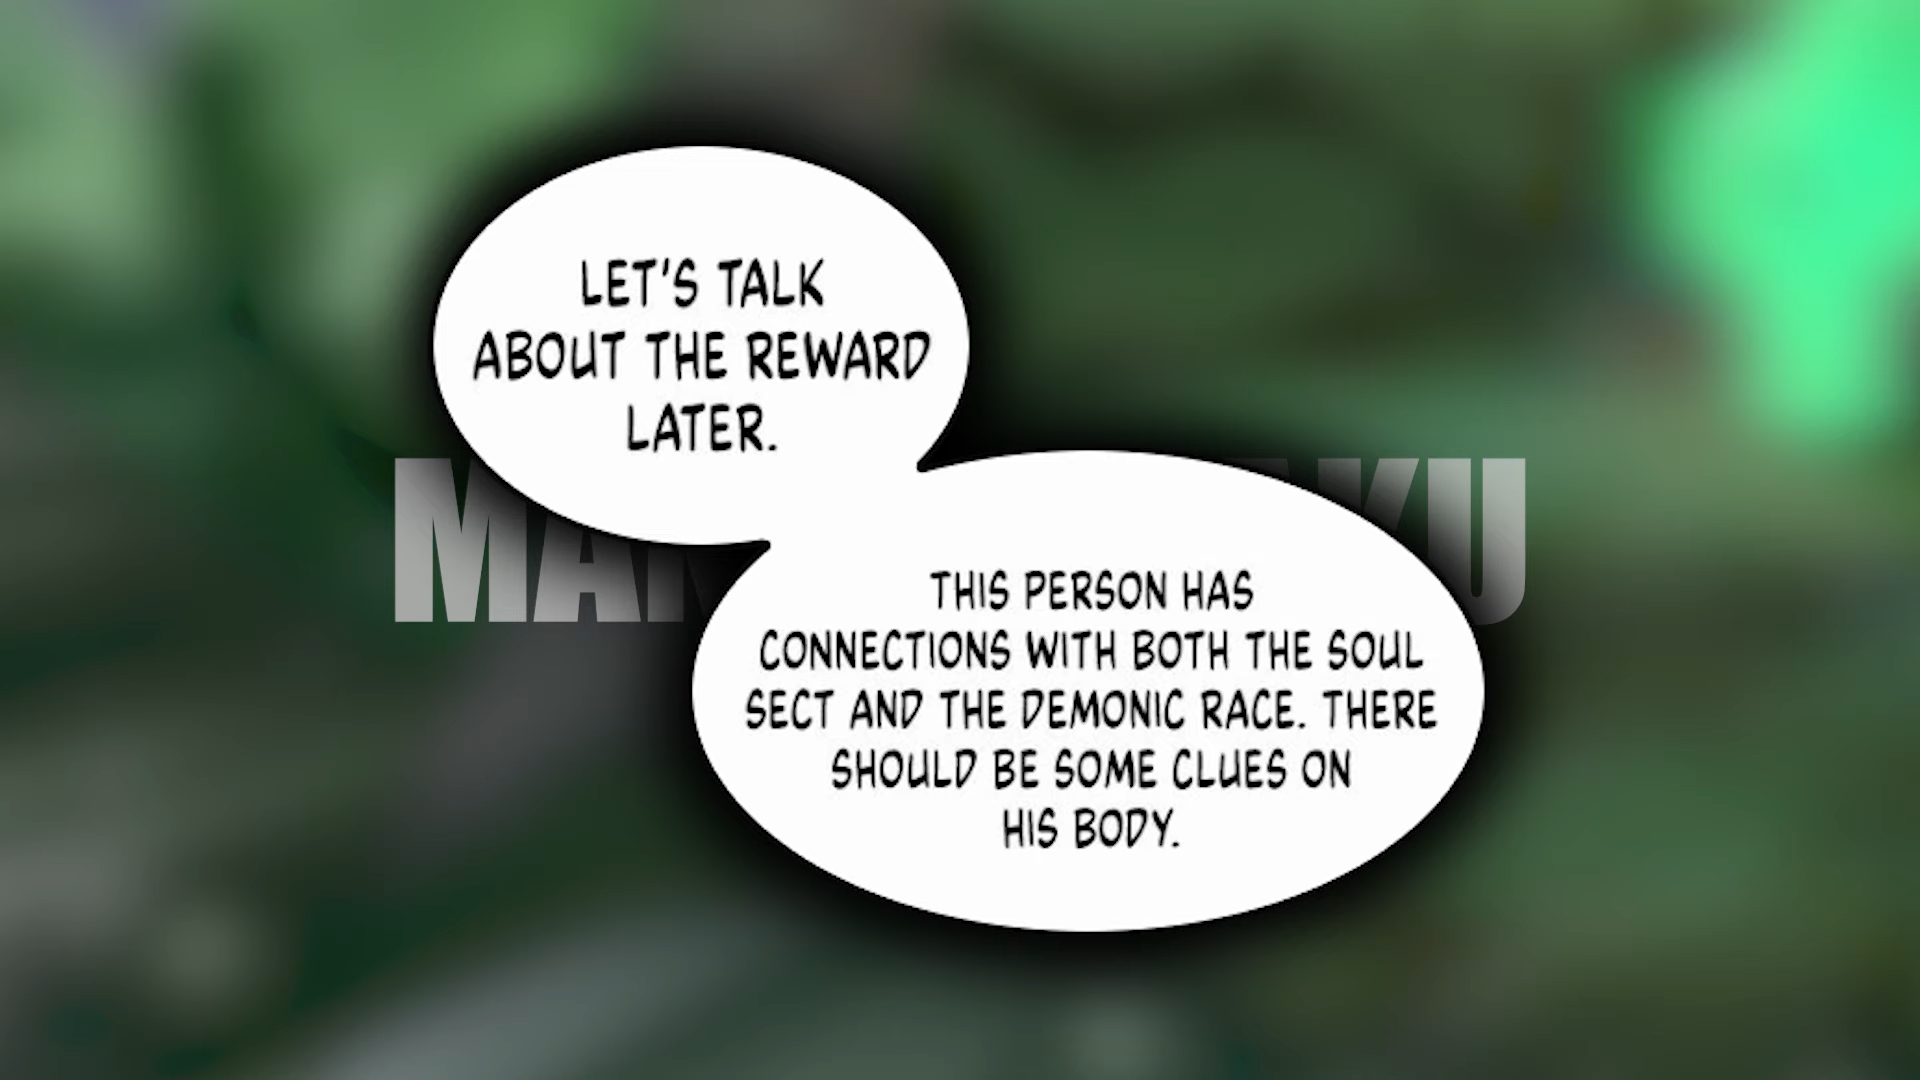 LET'S TALK
ABOUT THE REWARD
LATER.
THIS PERSON HAS
CONNECTIONS WITH BOTH THE SOUL
SECT AND THE DEMONIC RACE. THERE
SHOULD BE SOME CLUES ON
HIS BODY.